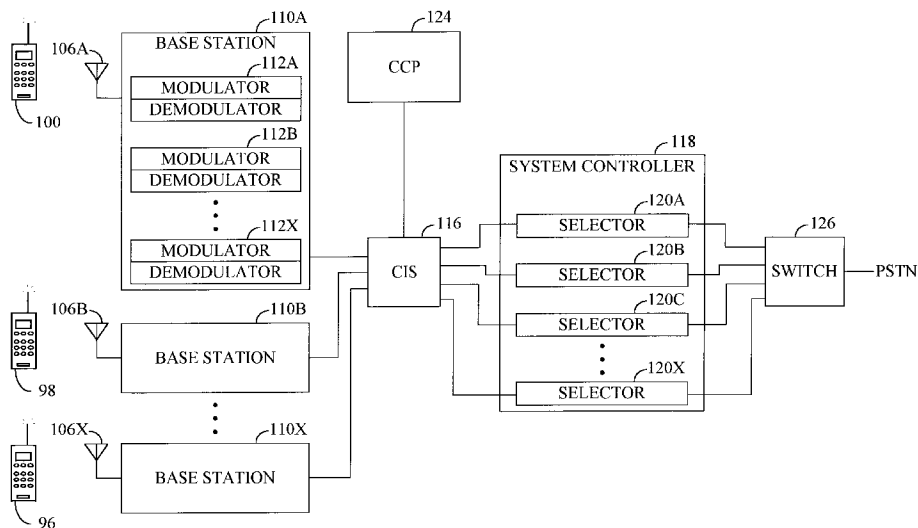 110A
124
106A
BASE STATION
112A
CCP
MODULATOR
DEMODULATOR
100
112B
118
MODULATOR
SYSTEM CONTROLLER
DEMODULATOR
120A
112X
116
SELECTOR
126
MODULATOR
120B
DEMODULATOR
CIS
SELECTOR
SWITCH
PSTN
120C
106B
110B
SELECTOR
BASE STATION
120X
98
SELECTOR
106X
110X
BASE STATION
96